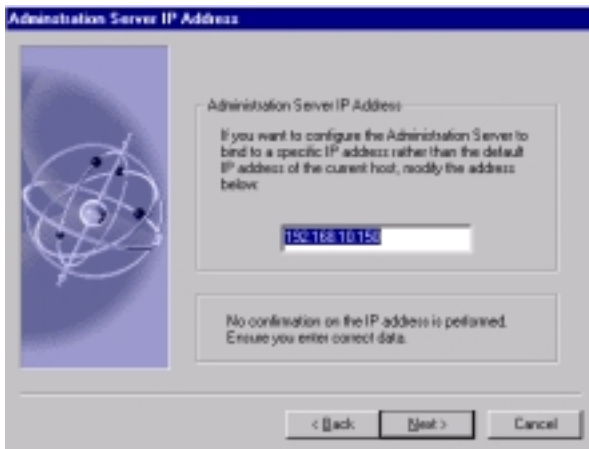 Adminstration Server IP Address
Administration Server IP Address
If you want to configure the Administration Server to
bind to a specific IP address rather than the default
IP address of the current host, modify the address
below:
192.168.10.150
No confirmation on the IP address is performed.
Ensure you enter correct data.
< Back
Next >
Cancel